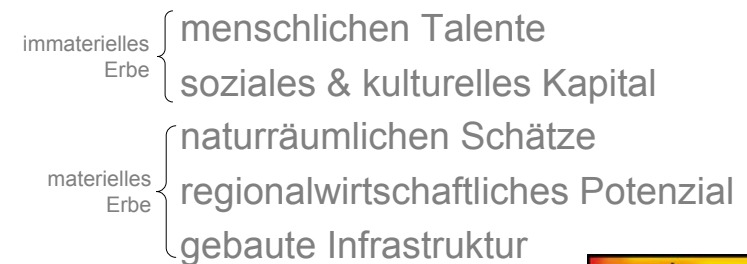 immaterielles
Erbe
menschlichen Talente
soziales & kulturelles Kapital
materielles
Erbe
naturräumlichen Schätze
regionalwirtschaftliches Potenzial
gebaute Infrastruktur